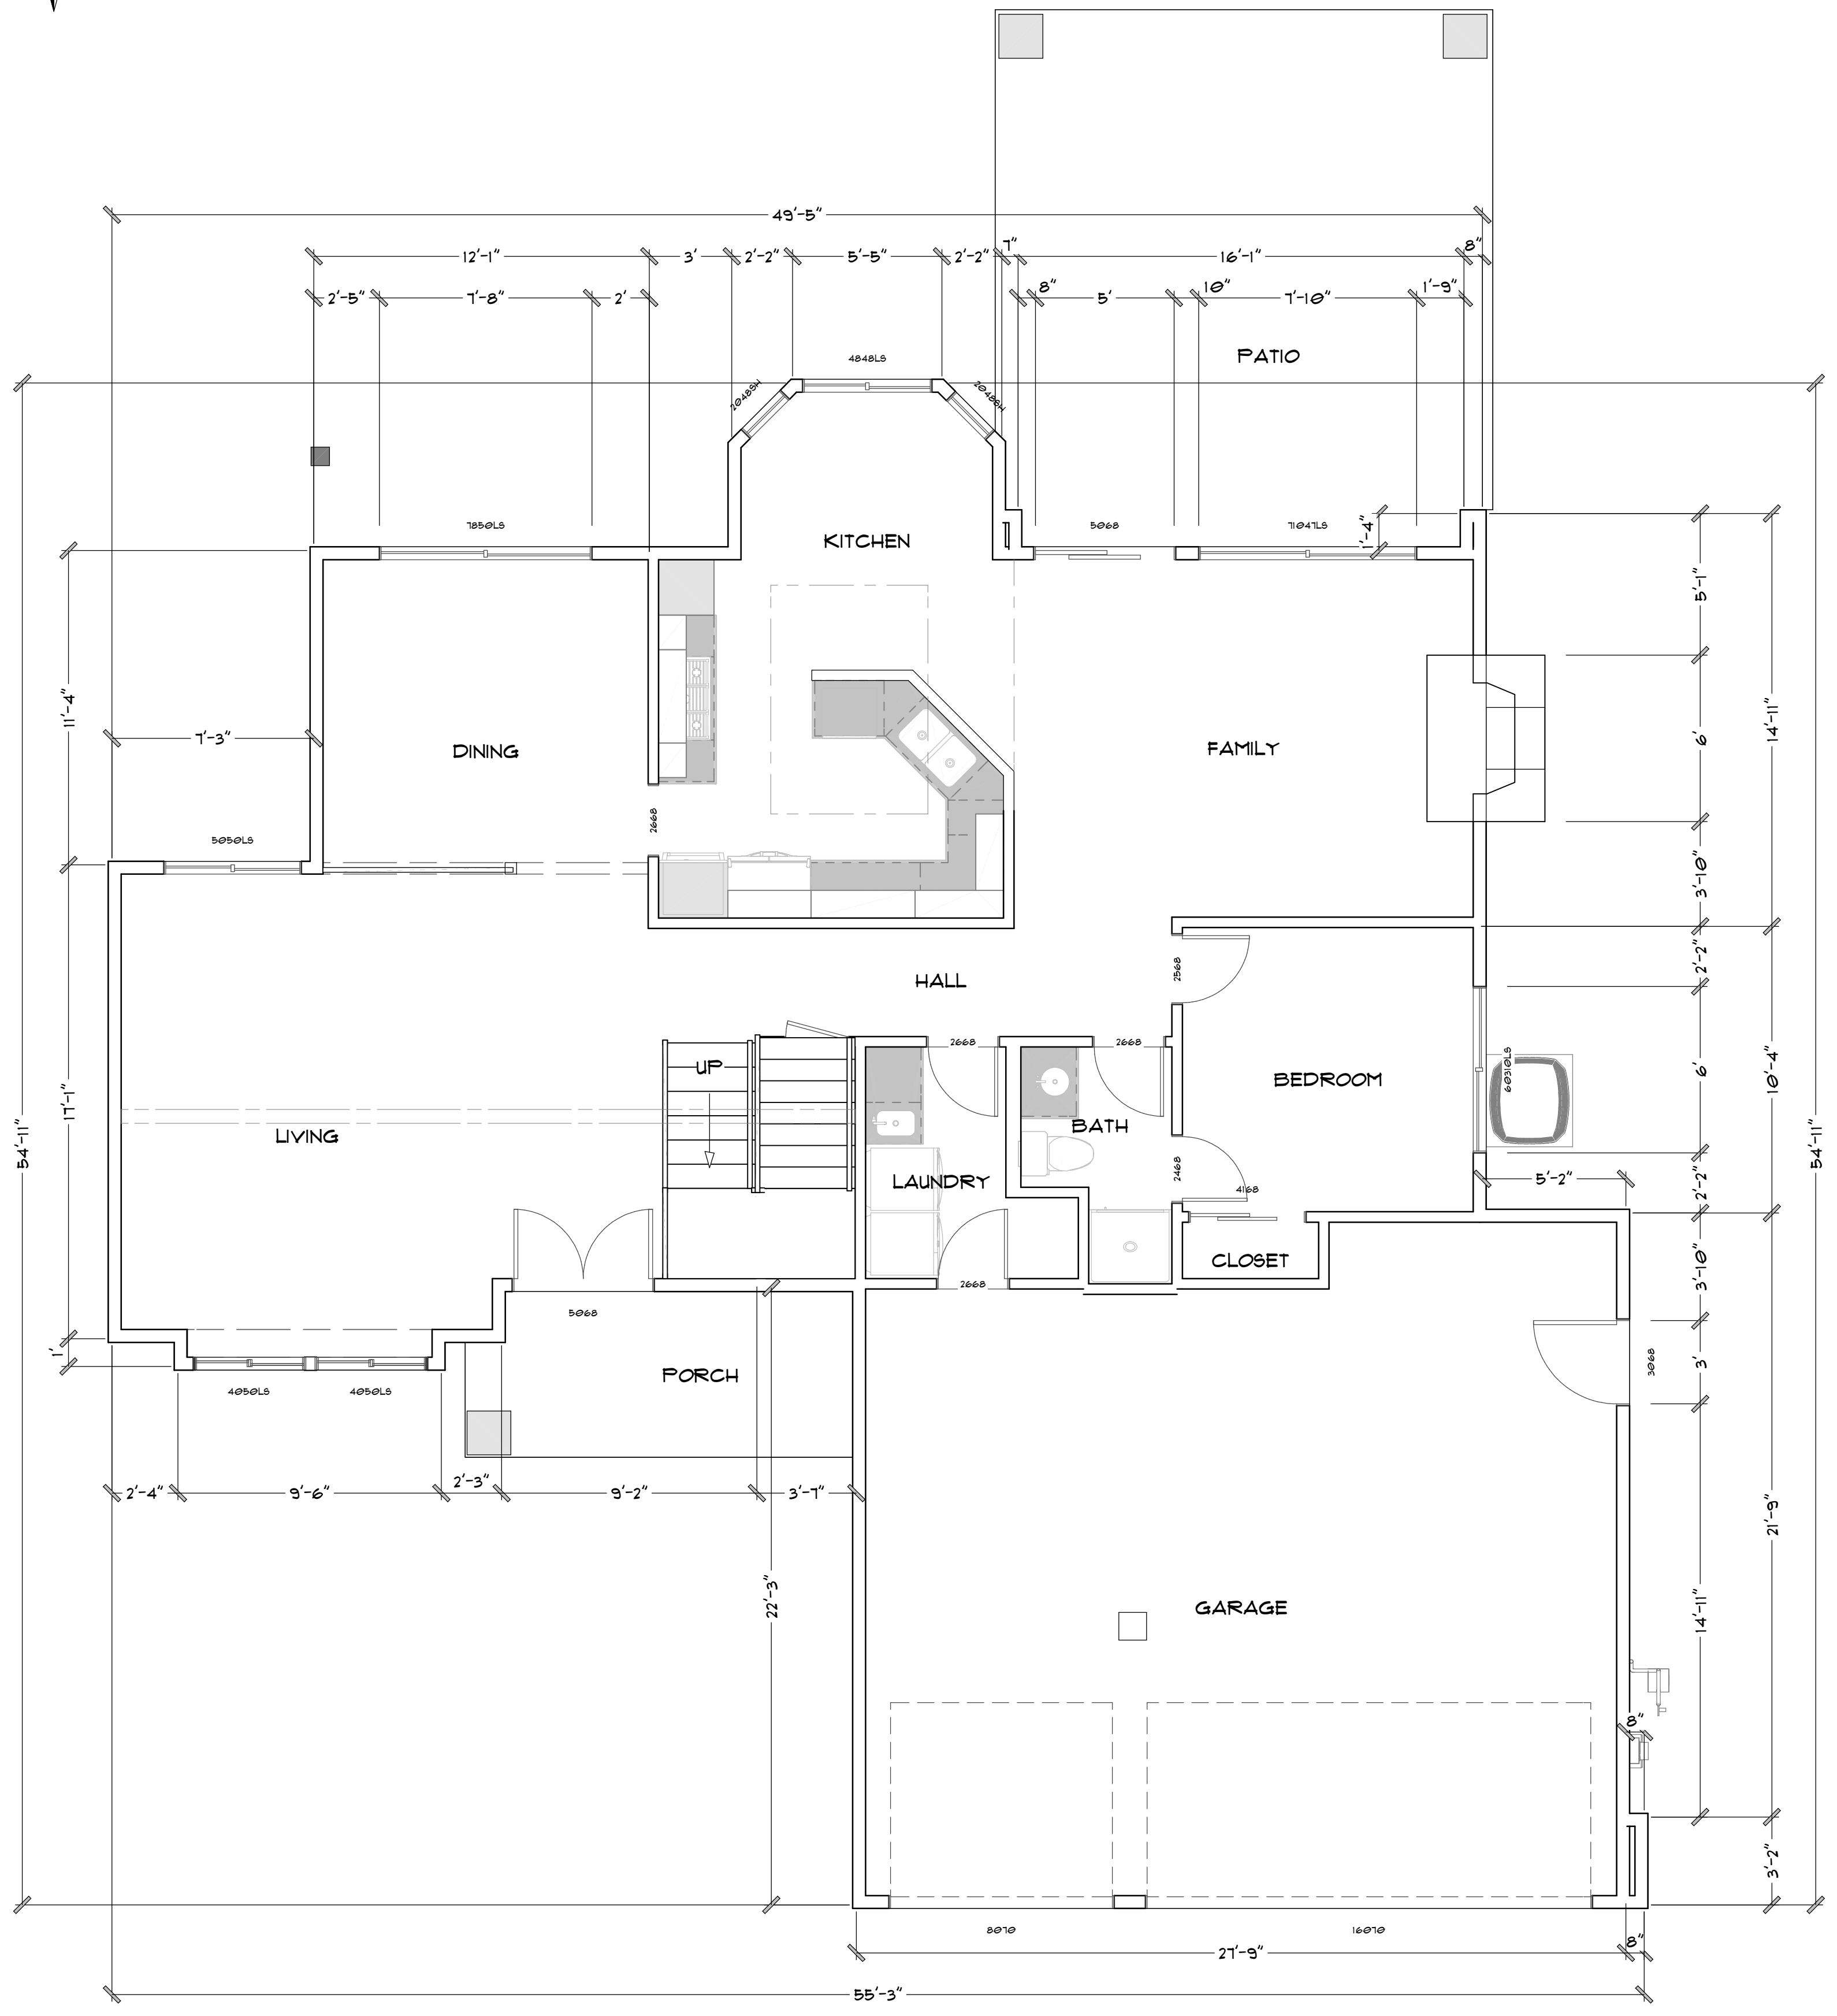 49'-5"
12'-1" 3' 2'-2" 5'-5" 2'-2" 7" 16'-1" 8"
2'-5" 7'-8" 2' 8" 5' 10" 7'-10" 1'-9"
PATIO
4848LS
2048SH
2048SH
7850LS
5068
71047LS
1'-4"
KITCHEN
5'-1"
11'-4"
7'-3"
DINING
FAMILY
6'
14'-11"
2668
5050LS
3'-10"
HALL
2568
2'-2"
2668
2668
UP
BEDROOM
60310LS
6'
10'-4"
17'-1"
LIVING
BATH
54'-11"
54'-11"
LAUNDRY
2468
4168
5'-2"
2'-2"
CLOSET
3'-10"
2668
5068
1'
PORCH
3068
3'
4050LS
4050LS
2'-4" 9'-6" 2'-3" 9'-2" 3'-7"
21'-9"
22'-3"
GARAGE
14'-11"
8"
3'-2"
8070
16070
27'-9" 8"
55'-3"